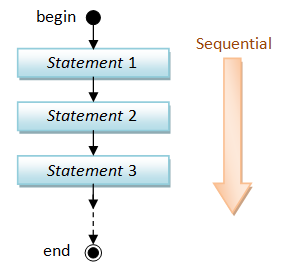 begin
Sequential
Statement 1
Statement 2
Statement 3
end